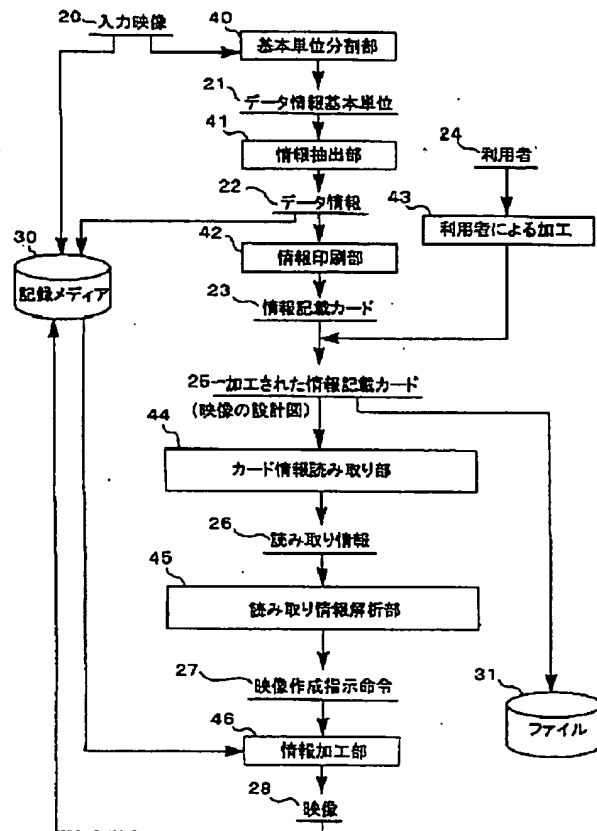 20 入力映像
40
基本単位分割部
21
データ情報基本単位
41
情報抽出部
24
利用者
22
データ情報
43
利用者による加工
30
記録メディア
42
情報印刷部
23
情報記載カード
25 加工された情報記載カード
(映像の設計図)
44
カード情報読み取り部
26
読み取り情報
45
読み取り情報解析部
27
映像作成指示命令
31
ファイル
46
情報加工部
28
映像